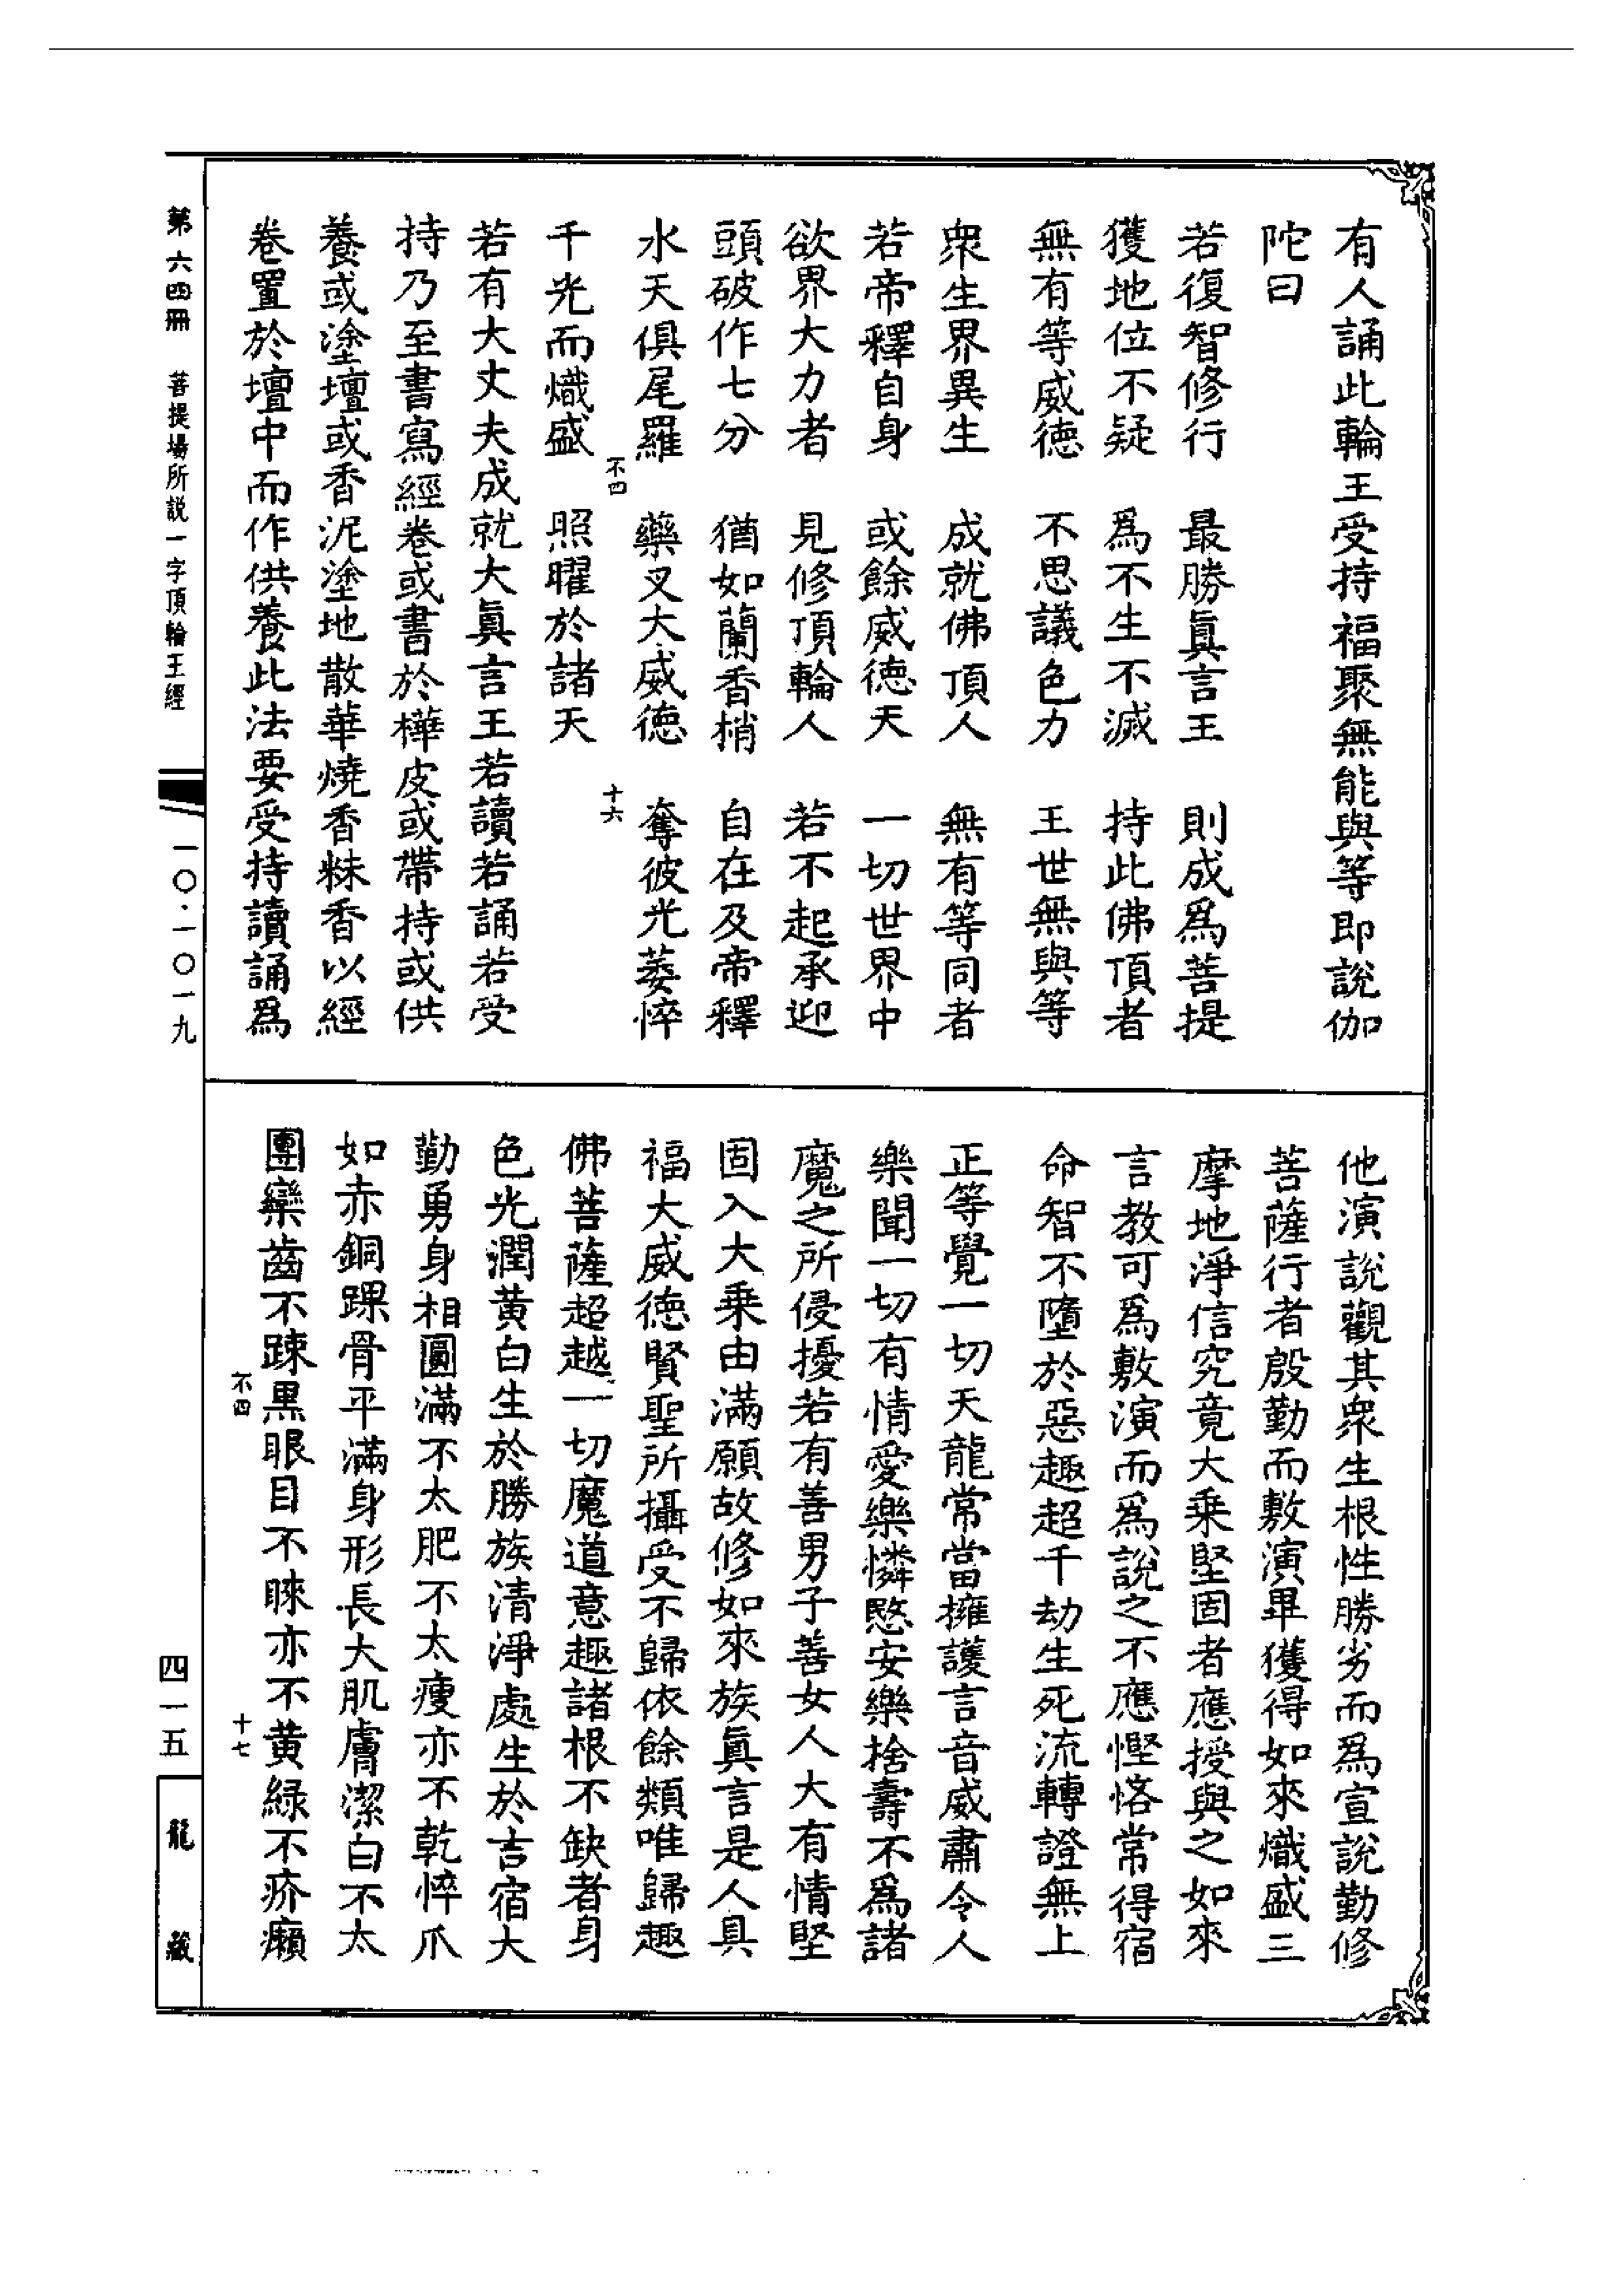 有人誦此輪王受持福聚無能與等即說伽
陀曰
若復智修行　最勝眞言王　則成爲菩提
獲地位不疑　爲不生不滅　持此佛頂者
無有等威德　不思議色力　王世無與等
衆生界異生　成就佛頂人　無有等同者
若帝釋自身　或餘威德天　一切世界中
欲界大力者　見修頂輪人　若不起承迎
頭破作七分　猶如蘭香梢　自在及帝釋
水天俱尾羅　藥叉大威德　奪彼光萎悴
不四　十六
千光而熾盛　照曜於諸天
若有大丈夫成就大眞言王若讀若誦若受
持乃至書寫經卷或書於樺皮或帶持或供
養或塗壇或香泥塗地散華燒香粖香以經
卷置於壇中而作供養此法要受持讀誦爲
他演說觀其衆生根性勝劣而爲宣說勤修
菩薩行者殷勤而敷演畢獲得如來熾盛三
摩地淨信究竟大乗堅固者應授與之如來
言教可爲敷演而爲說之不應慳悋常得宿
命智不墮於惡趣超千劫生死流轉證無上
正等覺一切天龍常當擁護言音威肅令人
樂聞一切有情愛樂憐愍安樂捨壽不爲諸
魔之所侵擾若有善男子善女人大有情堅
固入大乗由滿願故修如來族眞言是人具
福大威德賢聖所攝受不歸依餘類唯歸趣
佛菩薩超越一切魔道意趣諸根不缺者身
色光潤黃白生於勝族清淨處生於吉宿大
勤勇身相圓滿不太肥不太瘦亦不乾悴爪
如赤銅踝骨平滿身形長大肌膚潔白不太
團欒齒不踈黒眼目不睞亦不黃綠不疥癩
不四　十七
第六四冊　菩提場所説一字頂輪王經
一〇·一〇一九
四一五
龍藏